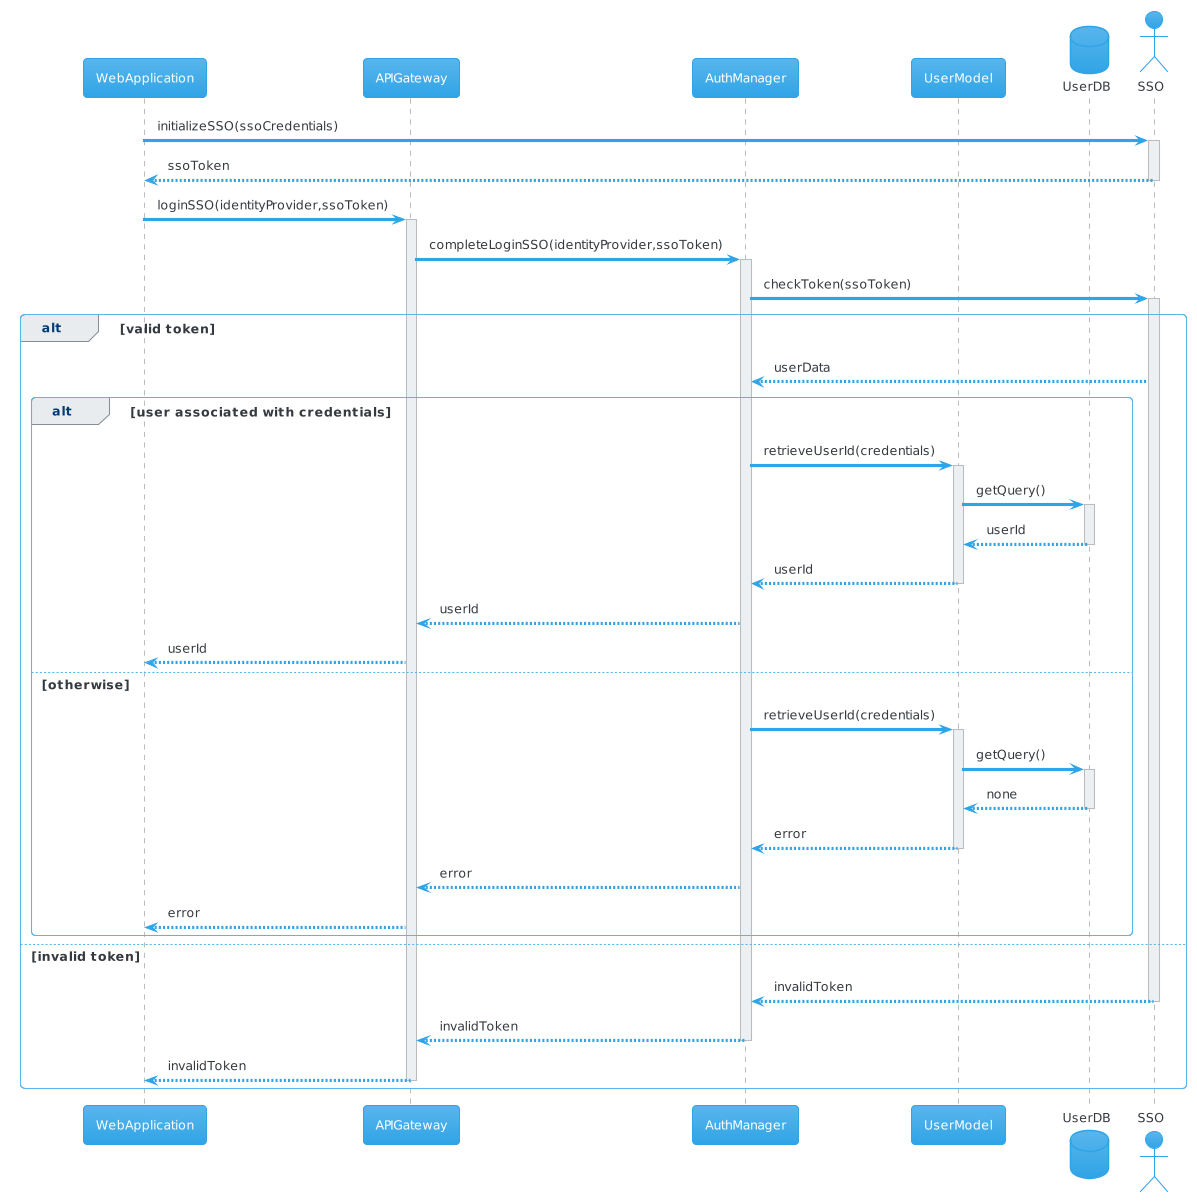 UserDB
SSO
WebApplication
APIGateway
AuthManager
UserModel
initializeSSO(ssoCredentials)
ssoToken
loginSSO(identityProvider,ssoToken)
completeLoginSSO(identityProvider,ssoToken)
checkToken(ssoToken)
alt
[valid token]
userData
alt
[user associated with credentials]
retrieveUserId(credentials)
getQuery()
userId
userId
userId
userId
[otherwise]
retrieveUserId(credentials)
getQuery()
none
error
error
error
[invalid token]
invalidToken
invalidToken
invalidToken
WebApplication
APIGateway
AuthManager
UserModel
UserDB
SSO